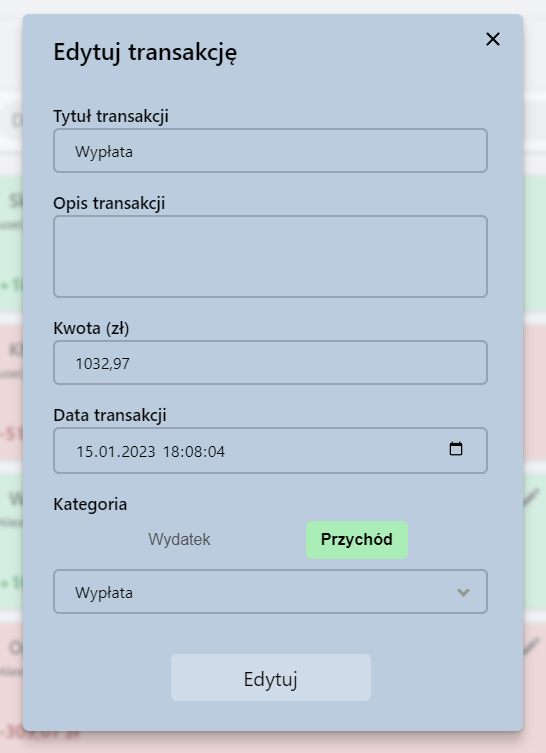 Edytuj transakcję
Tytuł transakcji
Wypłata
Opis transakcji
Kwota (zł)
1032,97
Data transakcji
15.01.2023 18:08:04
Kategoria
Wydatek Przychód
Wypłata
Edytuj